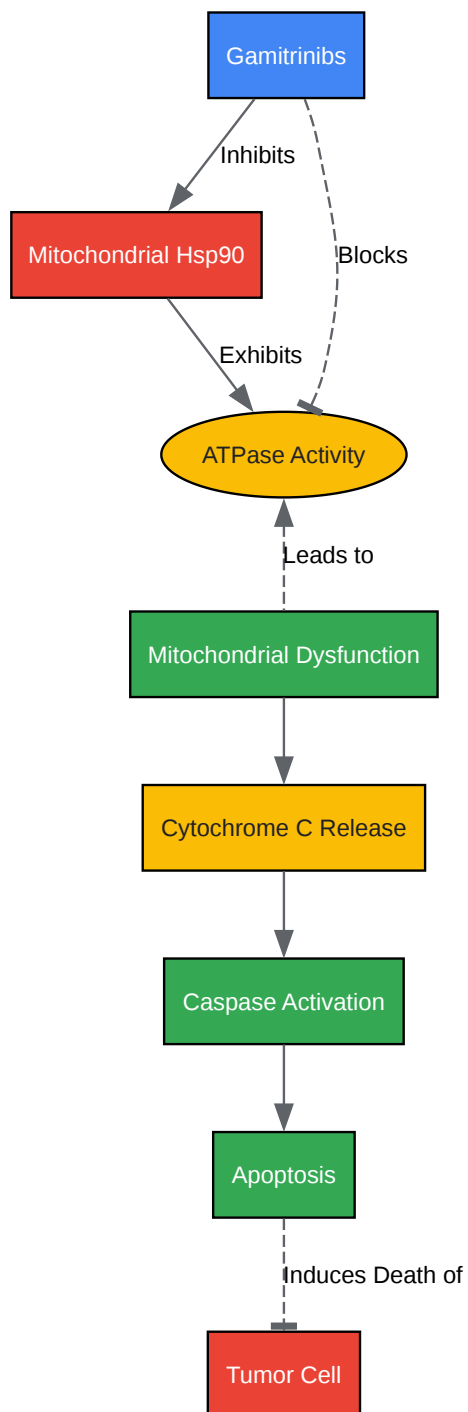 Gamitrinibs
Inhibits
Mitochondrial Hsp90
Blocks
Exhibits
ATPase Activity
Leads to
Mitochondrial Dysfunction
Cytochrome C Release
Caspase Activation
Apoptosis
Induces Death of
Tumor Cell